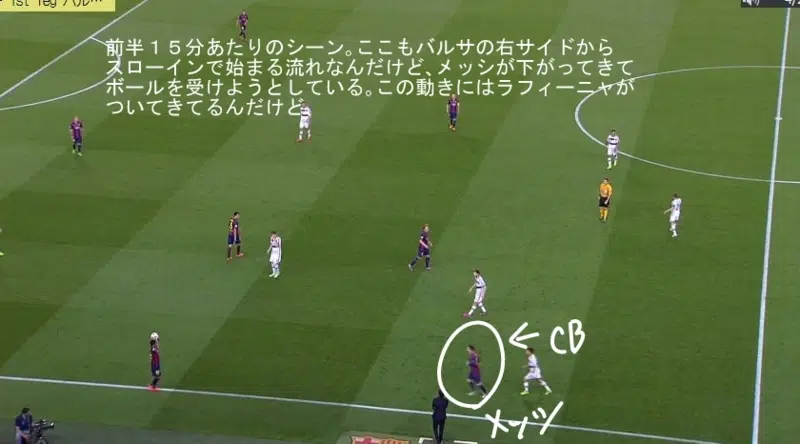 1st leg バル…
前半１５分あたりのシーン。ここもバルサの右サイドから
スローインで始まる流れなんだけど、メッシが下がってきて
ボールを受けようとしている。この動きにはラフィーニャが
ついてきてるんだけど
←CB
メッシ